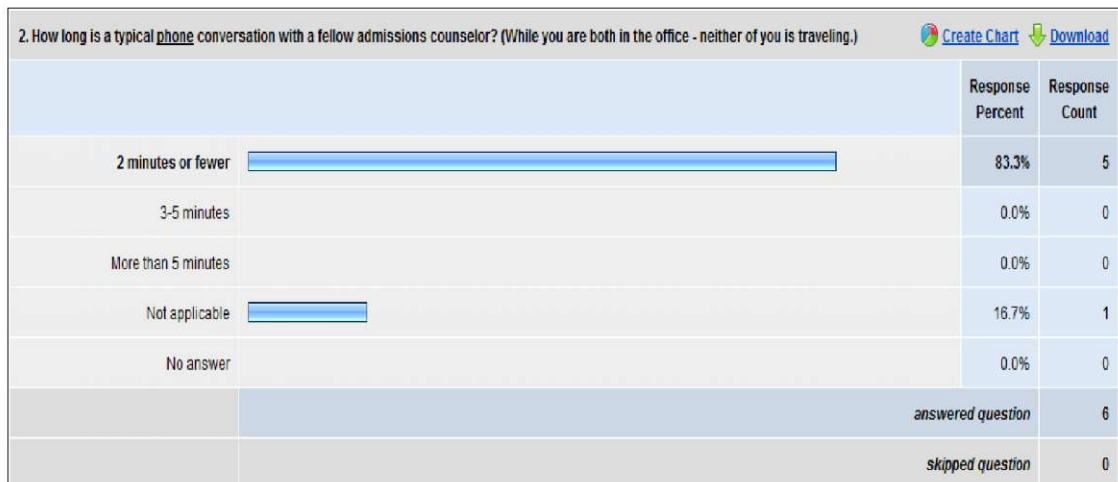 2. How long is a typical phone conversation with a fellow admissions counselor? (While you are both in the office - neither of you is traveling.) Create Chart Download
Response Percent Response Count
2 minutes or fewer 83.3% 5
3-5 minutes 0.0% 0
More than 5 minutes 0.0% 0
Not applicable 16.7% 1
No answer 0.0% 0
answered question 6
skipped question 0